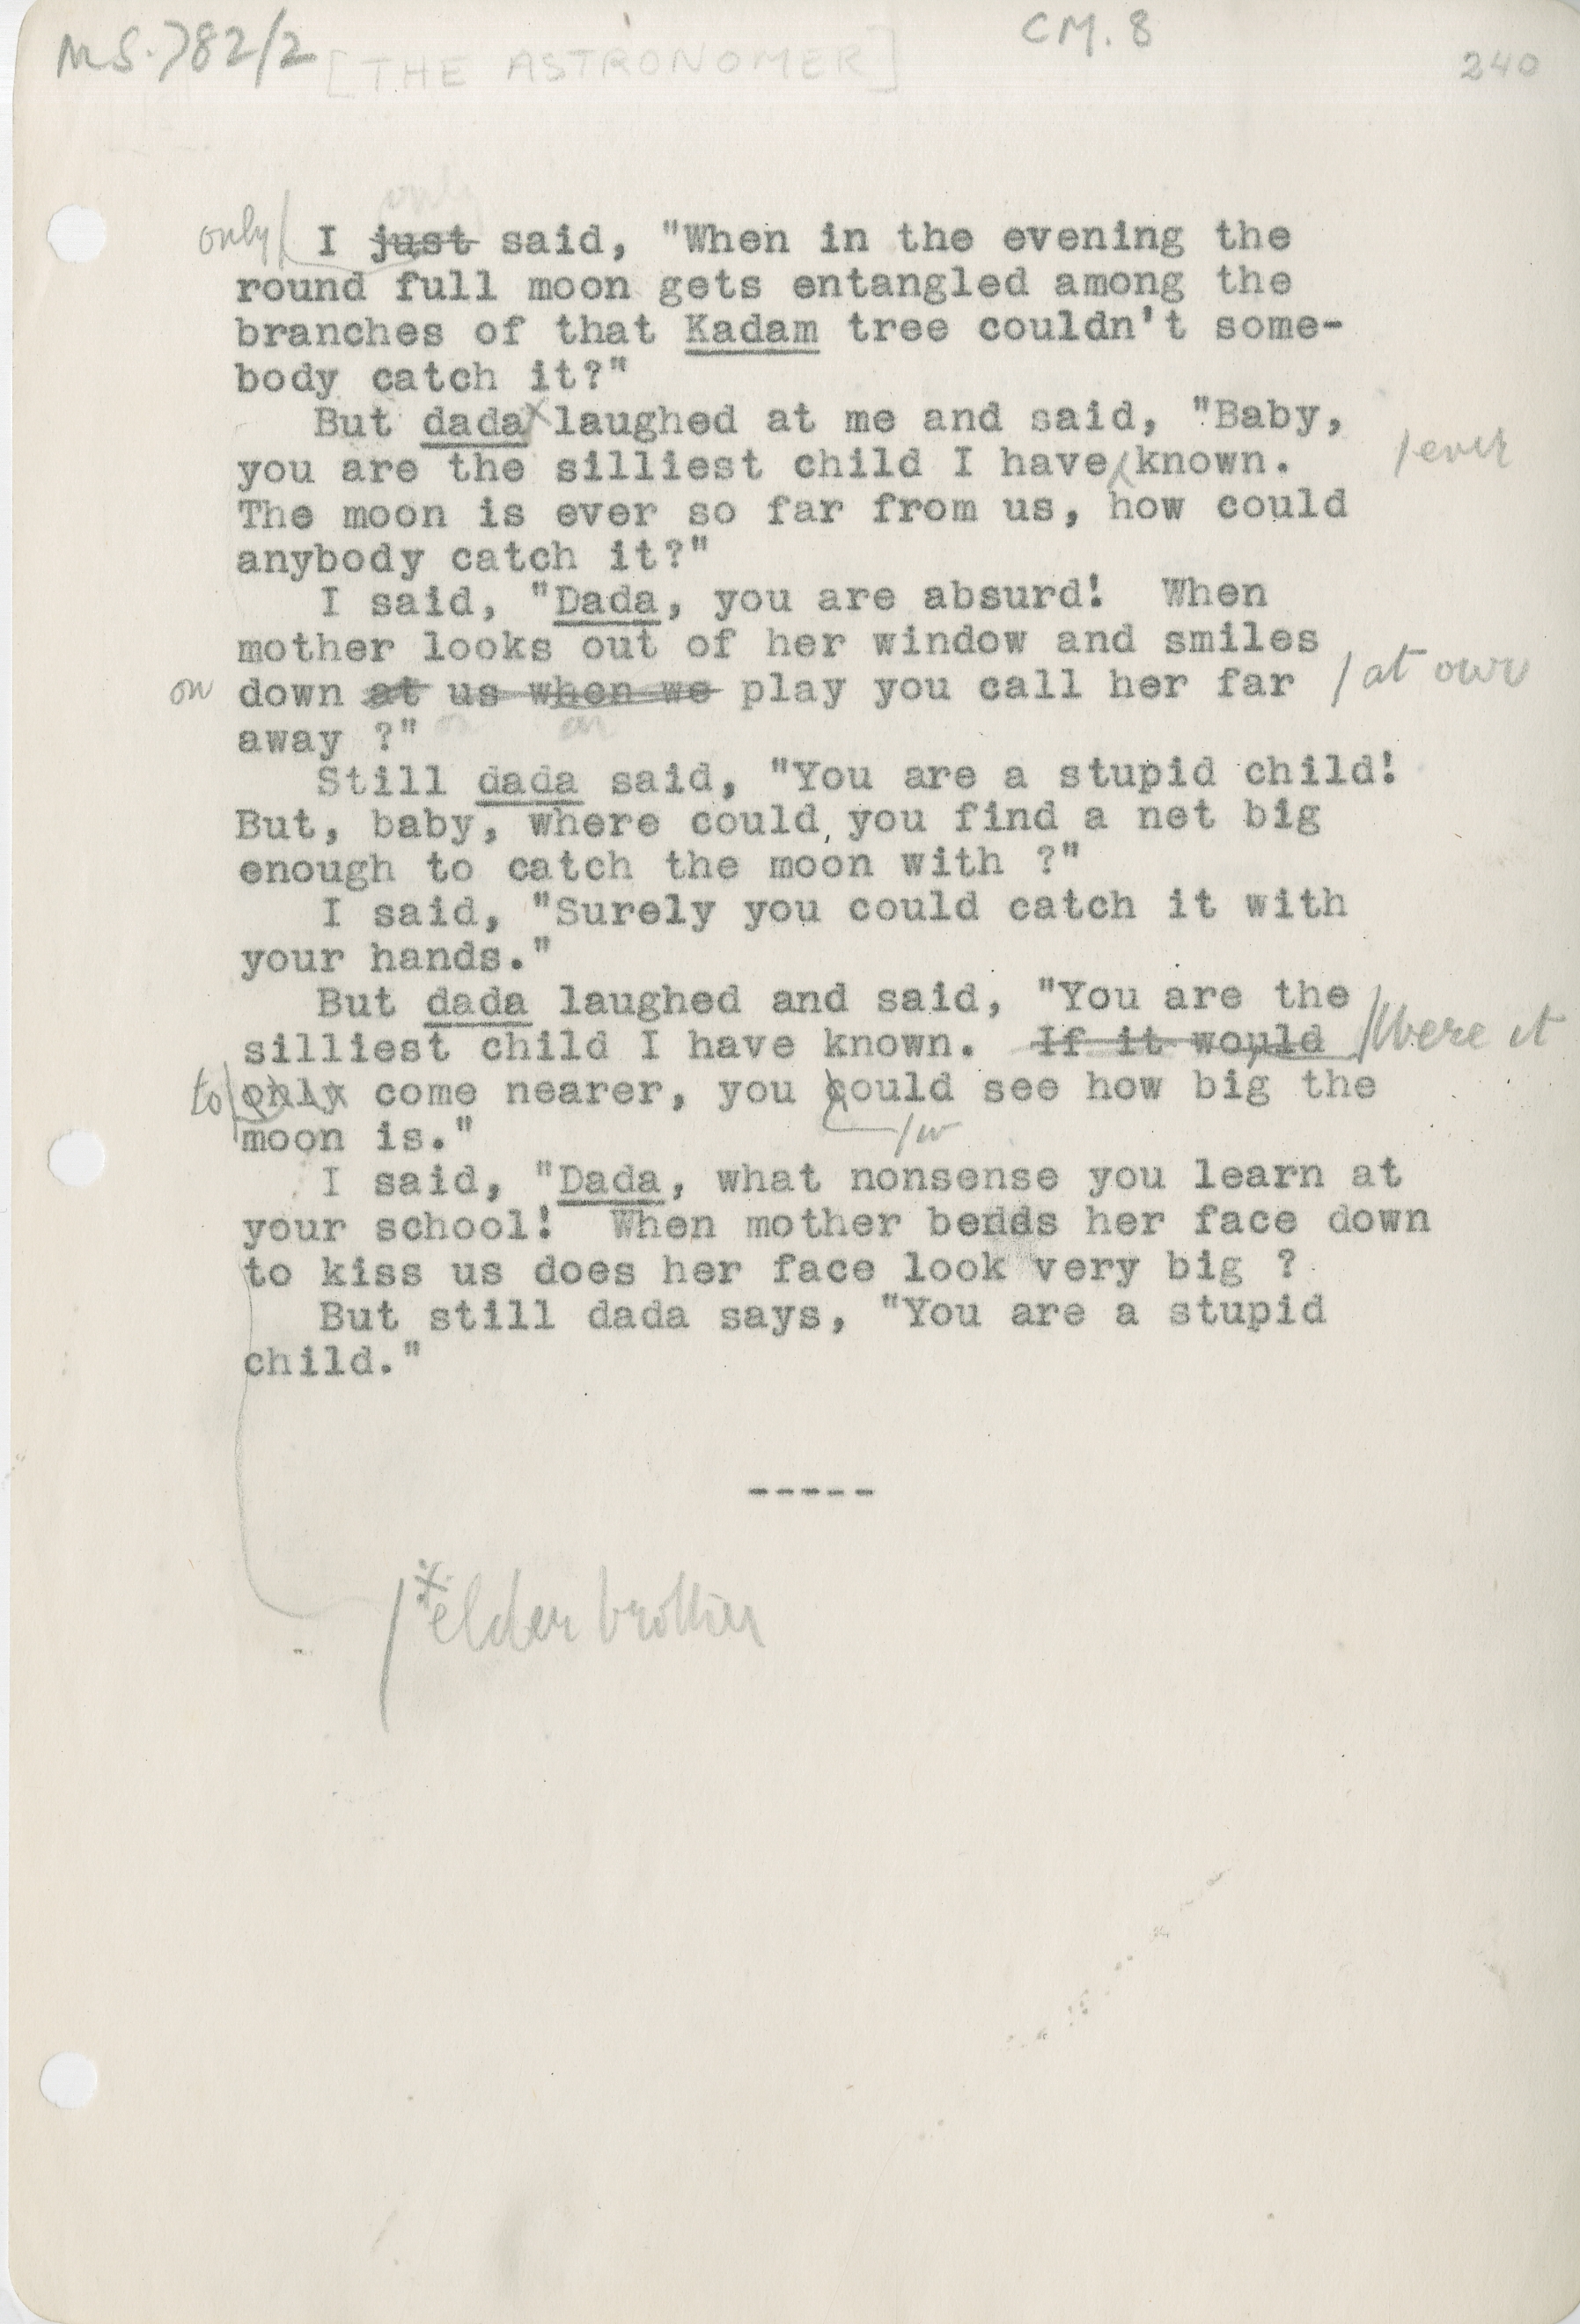 MS. 782/2 [THE ASTRONOMER] CM. 8 240
only
only/ I just said, "When in the evening the
round full moon gets entangled among the
branches of that Kadam tree couldn't some-
body catch it?"
But dada x laughed at me and said, "Baby,
you are the silliest child I have known. /ever
The moon is ever so far from us, how could
anybody catch it?"
I said, "Dada, you are absurd! When
mother looks out of her window and smiles
down at us when we play you call her far / at our
away ?"
Still dada said, "You are a stupid child!
But, baby, where could you find a net big
enough to catch the moon with ?"
I said, "Surely you could catch it with
your hands."
But dada laughed and said, "You are the
silliest child I have known. If it would /Were it
to/ only come nearer, you could see how big the
/w
moon is."
I said, "Dada, what nonsense you learn at
your school! When mother bends her face down
to kiss us does her face look very big ?
But still dada says, "You are a stupid
child."
-----
/ x elder brother